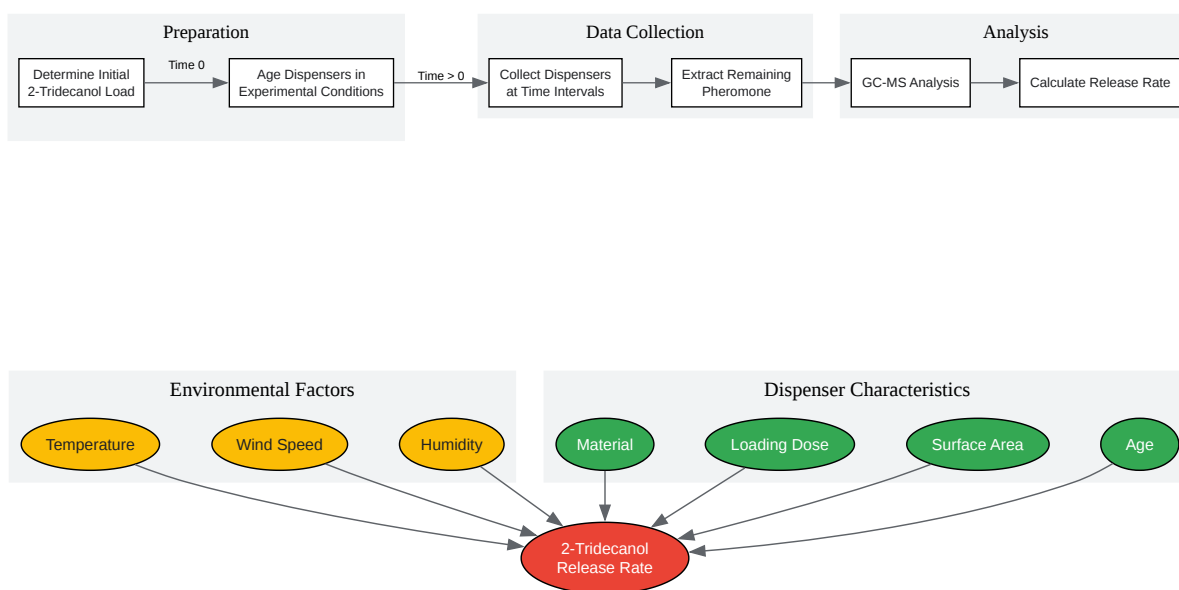 Preparation
Data Collection
Analysis
Determine Initial
2-Tridecanol Load
Time 0
Age Dispensers in
Experimental Conditions
Time > 0
Collect Dispensers
at Time Intervals
Extract Remaining
Pheromone
GC-MS Analysis
Calculate Release Rate
Environmental Factors
Dispenser Characteristics
Temperature
Wind Speed
Humidity
Material
Loading Dose
Surface Area
Age
2-Tridecanol
Release Rate